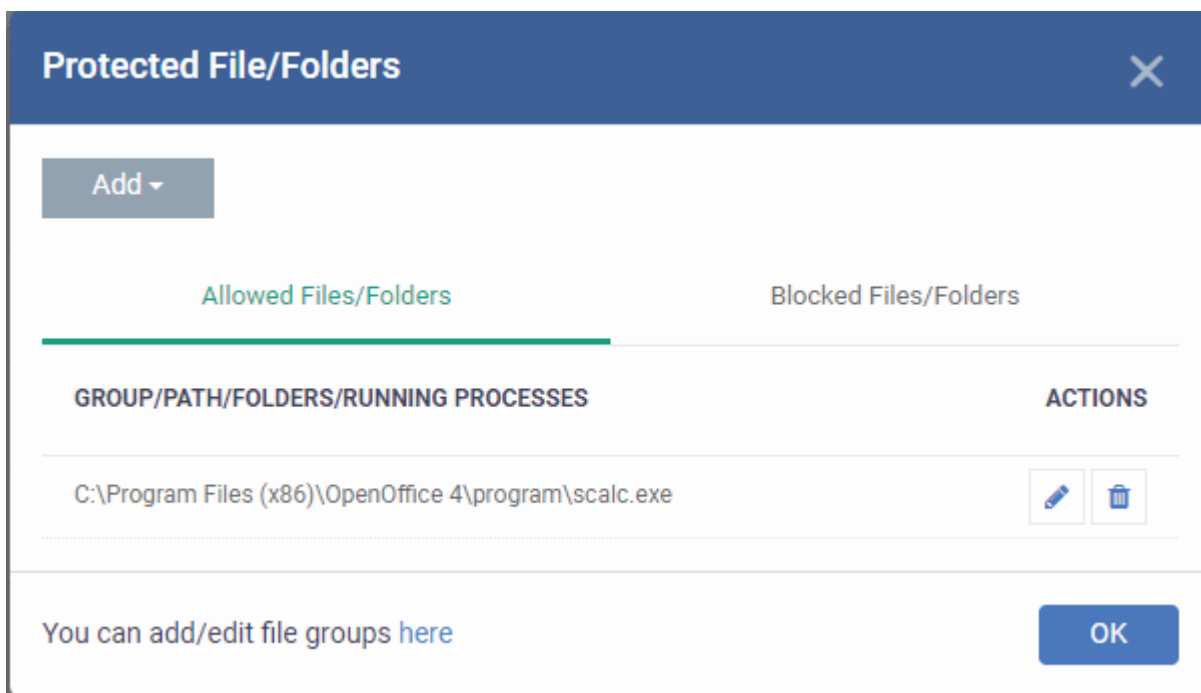 Protected File/Folders
Add
Allowed Files/Folders
Blocked Files/Folders
GROUP/PATH/FOLDERS/RUNNING PROCESSES
ACTIONS
C:\Program Files (x86)\OpenOffice 4\program\scalc.exe
You can add/edit file groups here
OK